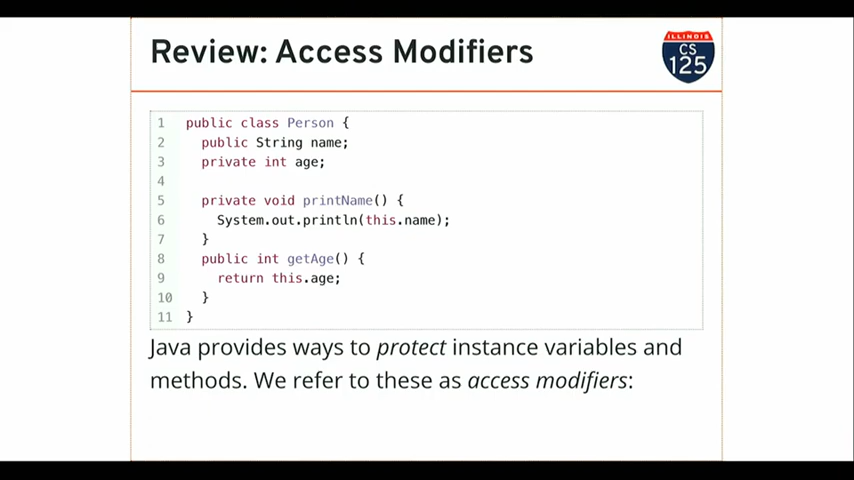 Review: Access Modifiers
ILLINOIS
CS
125
1 public class Person {
2   public String name;
3   private int age;
4
5   private void printName() {
6     System.out.println(this.name);
7   }
8   public int getAge() {
9     return this.age;
10   }
11 }
Java provides ways to protect instance variables and
methods. We refer to these as access modifiers: